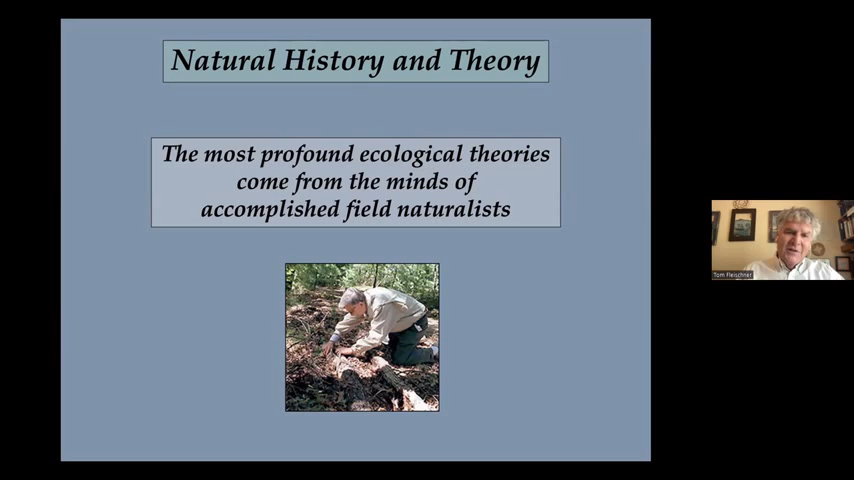 Natural History and Theory
The most profound ecological theories
come from the minds of
accomplished field naturalists
Tom Fleischner